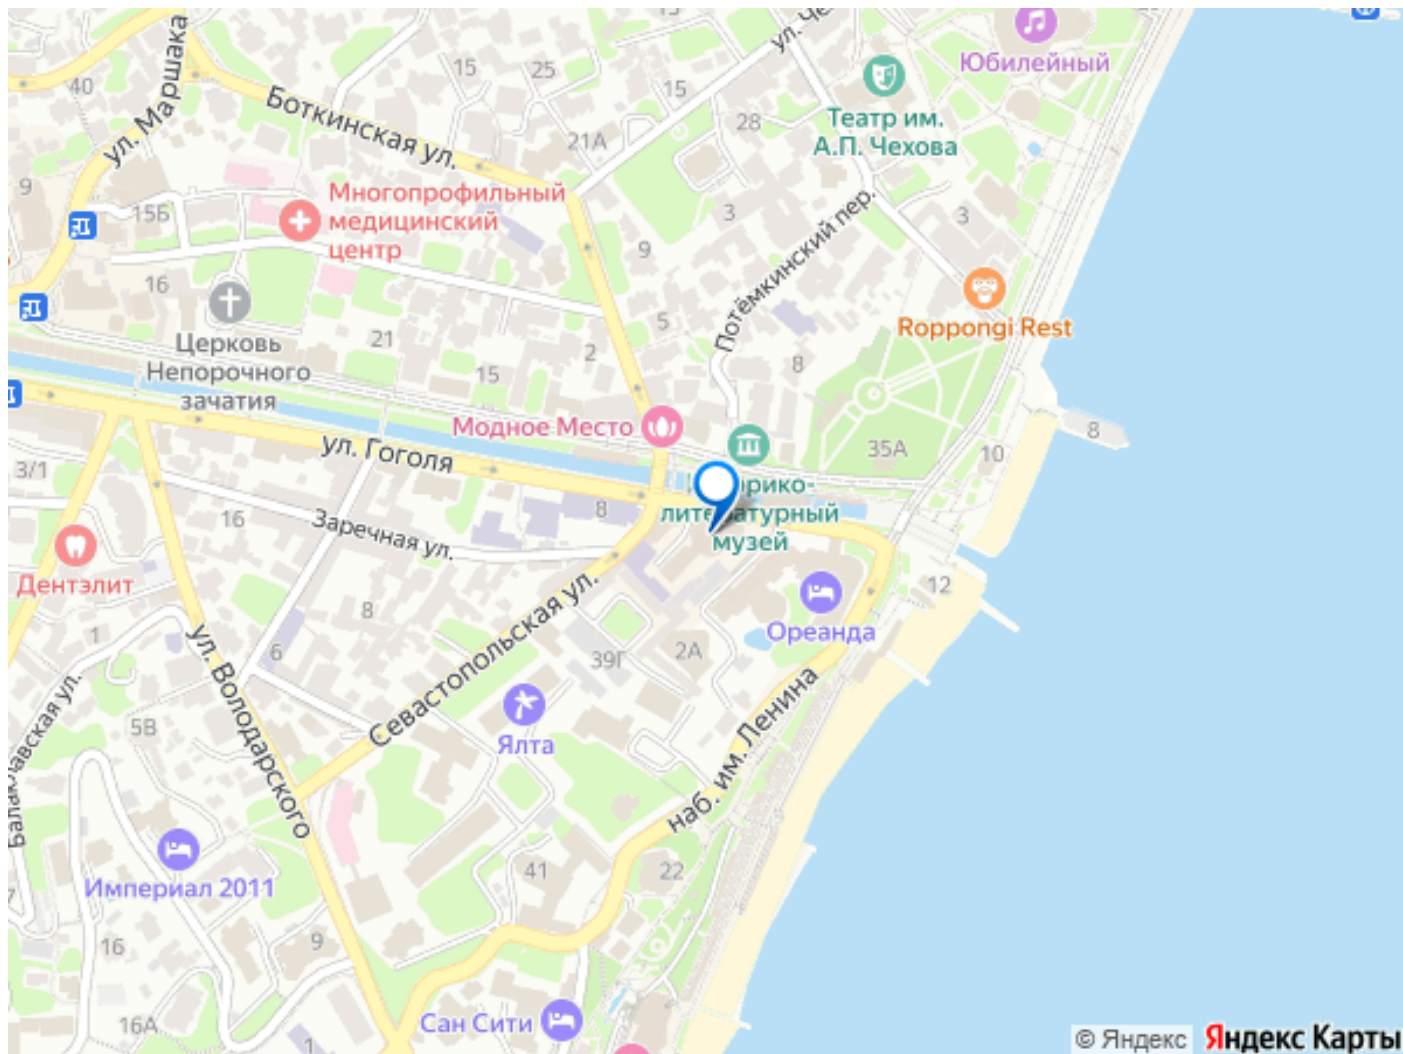 ул. Маршака
40
15
25
15
21А
28
Боткинская ул.
Юбилейный
Театр им.
А.П. Чехова
9
15Б
Многопрофильный
медицинский
центр
3
3
9
Потёмкинский пер.
16
Церковь
Непорочного
зачатия
21
15
2
5
8
Roppongi Rest
Модное Место
ул. Гоголя
35А
10
8
3/1
16
Заречная ул.
8
литературный
музей
Дентэлит
12
Ореанда
1
8
6
39Г
2А
ул. Володарского
Севастопольская ул.
Ялта
5В
наб. им. Ленина
Империал 2011
41
22
16
9
16А
1
Сан Сити
© Яндекс Яндекс Карты